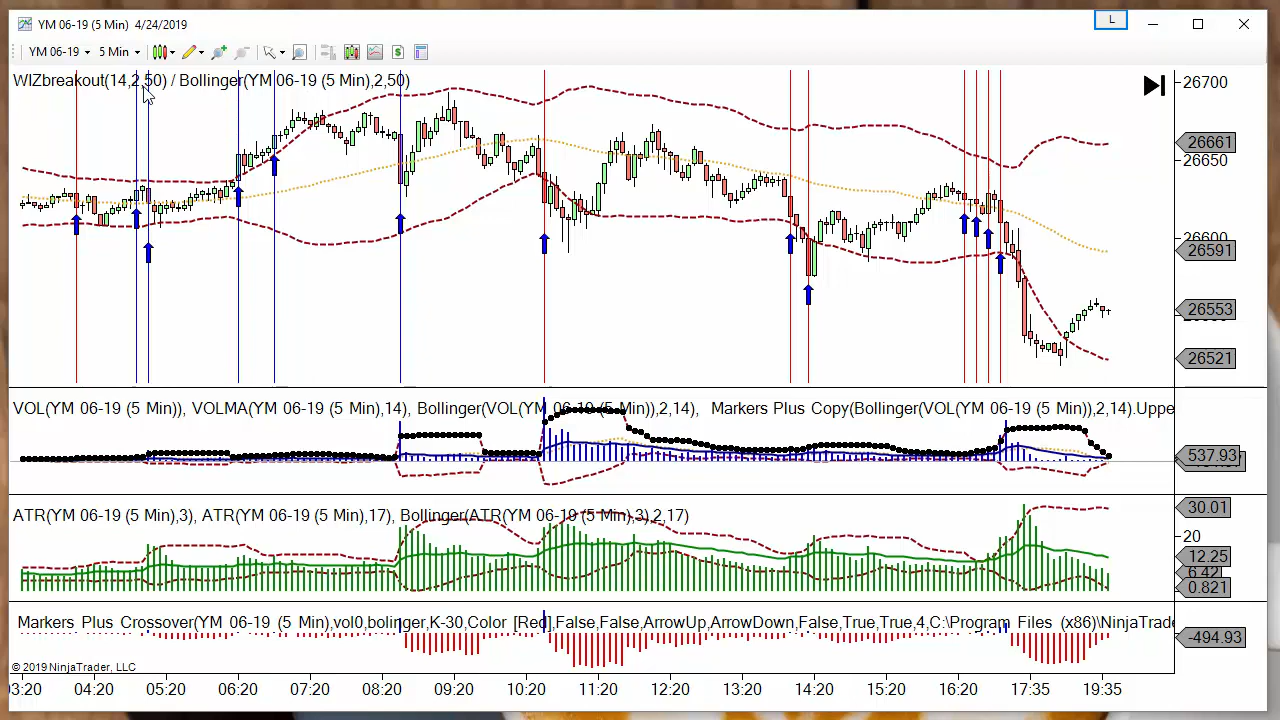 YM 06-19 (5 Min)  4/24/2019
L
YM 06-19 5 Min
WIZbreakout(14,2,50) / Bollinger(YM 06-19 (5 Min),2,50)
26700
26661
26650
26600
26591
26553
26521
VOL(YM 06-19 (5 Min)), VOLMA(YM 06-19 (5 Min),14), Bollinger(VOL(YM 06-19 (5 Min)),2,14),  Markers Plus Copy(Bollinger(VOL(YM 06-19 (5 Min)),2,14).Uppe
537.93
ATR(YM 06-19 (5 Min),3), ATR(YM 06-19 (5 Min),17), Bollinger(ATR(YM 06-19 (5 Min),3),2,17)
30.01
20
12.25
0.821
Markers Plus Crossover(YM 06-19 (5 Min),vol0,bolinger,K-30,Color [Red],False,False,ArrowUp,ArrowDown,False,True,True,4,C:\Program Files (x86)\NinjaTrade
-494.93
© 2019 NinjaTrader, LLC
03:20 04:20 05:20 06:20 07:20 08:20 09:20 10:20 11:20 12:20 13:20 14:20 15:20 16:20 17:35 19:35